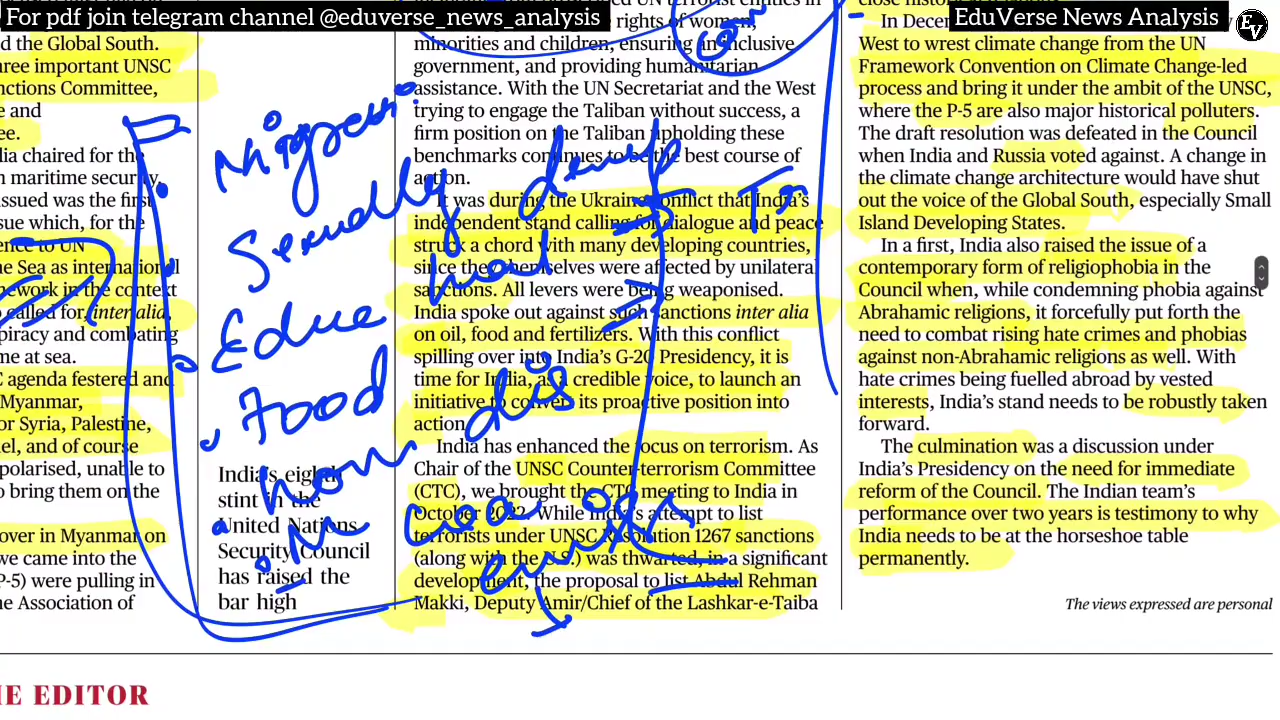 For pdf join telegram channel @eduverse_news_analysis
EduVerse News Analysis
EV
d the Global South.
hree important UNSC
nctions Committee,
e and
ee.
lia chaired for the
n maritime security.
issued was the first
sue which, for the
ence to UN
he Sea as international
mework in the context
o called for, inter alia,
spiracy and combating
me at sea.
C agenda festered and
Myanmar,
or Syria, Palestine,
nel, and of course
polarised, unable to
o bring them on the
over in Myanmar on
we came into the
P-5) were pulling in
he Association of
India's eighth
stint in the
United Nations
Security Council
has raised the
bar high
rights of women,
minorities and children, ensuring an inclusive
government, and providing humanitarian
assistance. With the UN Secretariat and the West
trying to engage the Taliban without success, a
firm position on the Taliban upholding these
benchmarks continues to be the best course of
action.
It was during the Ukraine conflict that India's
independent stand calling for dialogue and peace
struck a chord with many developing countries,
since they themselves were affected by unilateral
sanctions. All levers were being weaponised.
India spoke out against such sanctions inter alia
on oil, food and fertilizers. With this conflict
spilling over into India's G-20 Presidency, it is
time for India, as a credible voice, to launch an
initiative to convert its proactive position into
action.
India has enhanced the focus on terrorism. As
Chair of the UNSC Counter-terrorism Committee
(CTC), we brought the CTC meeting to India in
October 2022. While India's attempt to list
terrorists under UNSC Resolution 1267 sanctions
(along with the U.S.) was thwarted, in a significant
development, the proposal to list Abdul Rehman
Makki, Deputy Amir/Chief of the Lashkar-e-Taiba
close
In Decem
West to wrest climate change from the UN
Framework Convention on Climate Change-led
process and bring it under the ambit of the UNSC,
where the P-5 are also major historical polluters.
The draft resolution was defeated in the Council
when India and Russia voted against. A change in
the climate change architecture would have shut
out the voice of the Global South, especially Small
Island Developing States.
In a first, India also raised the issue of a
contemporary form of religiophobia in the
Council when, while condemning phobia against
Abrahamic religions, it forcefully put forth the
need to combat rising hate crimes and phobias
against non-Abrahamic religions as well. With
hate crimes being fuelled abroad by vested
interests, India's stand needs to be robustly taken
forward.
The culmination was a discussion under
India's Presidency on the need for immediate
reform of the Council. The Indian team's
performance over two years is testimony to why
India needs to be at the horseshoe table
permanently.
The views expressed are personal
HE EDITOR
Sexually
Food